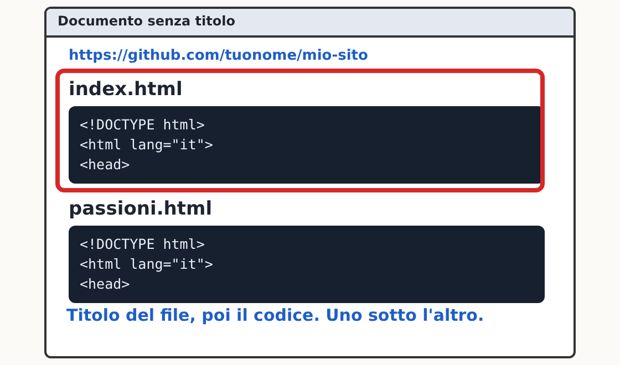 Documento senza titolo
https://github.com/tuonome/mio-sito
index.html
<!DOCTYPE html>
<html lang="it">
<head>
passioni.html
<!DOCTYPE html>
<html lang="it">
<head>
Titolo del file, poi il codice. Uno sotto l'altro.